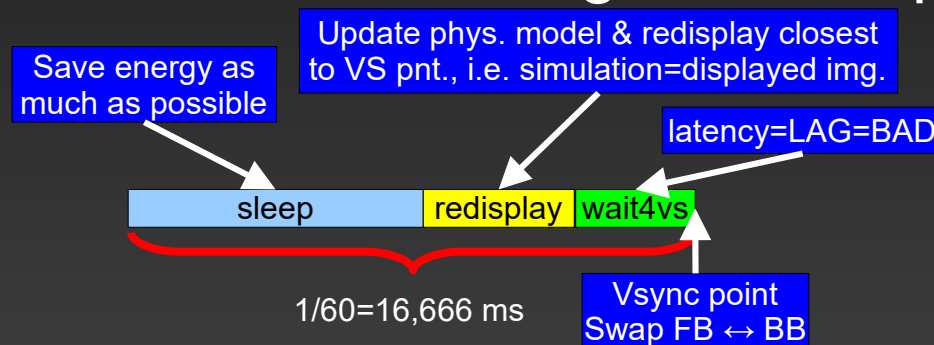 Update phys. model & redisplay closest
to VS pnt., i.e. simulation=displayed img.
Save energy as
much as possible
latency=LAG=BAD
sleep
redisplay
wait4vs
1/60=16,666 ms
Vsync point
Swap FB ↔ BB